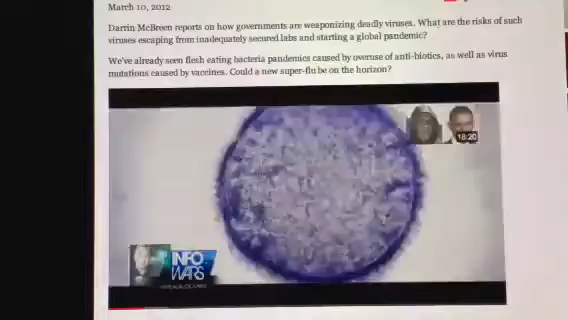 March 10, 2012
Darrin McBreen reports on how governments are weaponizing deadly viruses. What are the risks of such
viruses escaping from inadequately secured labs and starting a global pandemic?
We've already seen flesh eating bacteria pandemics caused by overuse of anti-biotics, as well as virus
mutations caused by vaccines. Could a new super-flu be on the horizon?
18:20
INFO
WARS